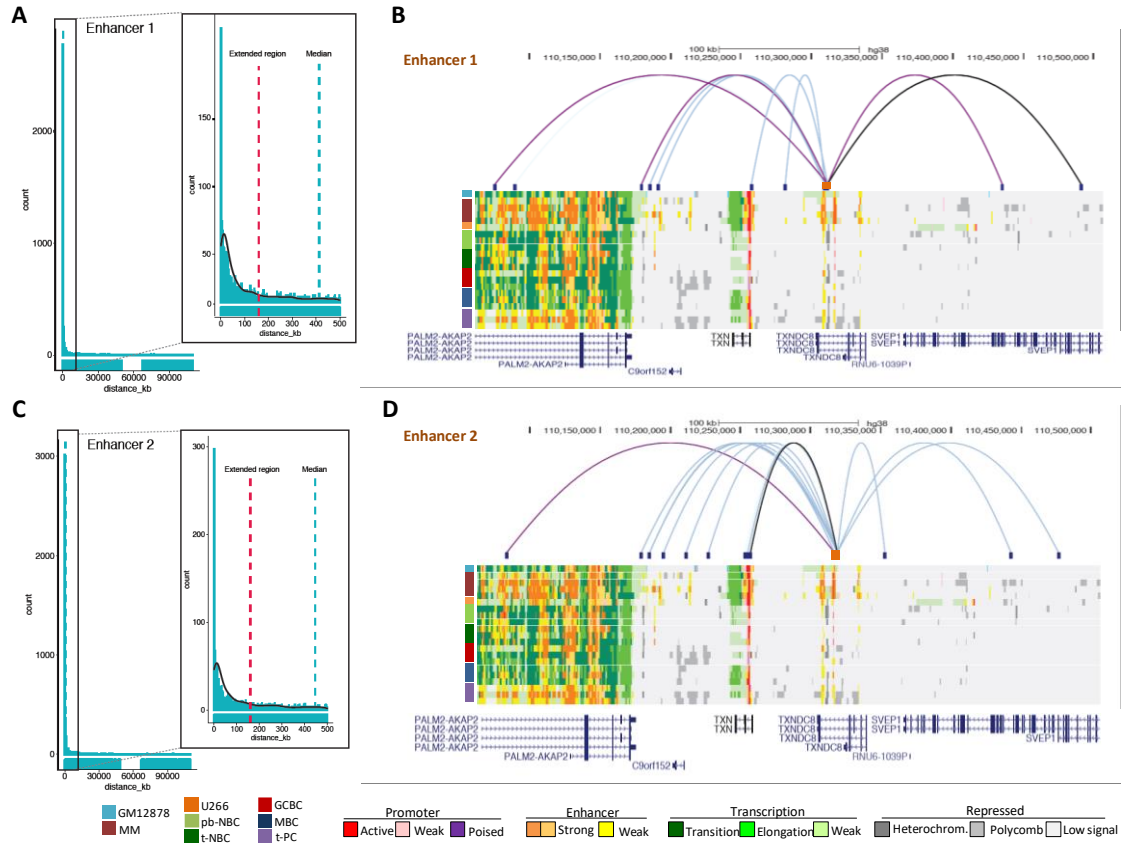 A
Enhancer 1
Extended region
Median
150
100
50
0
count
0 100 200 300 400 500
distance_kb
2000
1000
0
count
0 30000 60000 90000
distance_kb
B
Enhancer 1
100 kb
hg38
110,150,000 110,200,000 110,250,000 110,300,000 110,350,000 110,400,000 110,450,000 110,500,000
PALM2-AKAP2
PALM2-AKAP2
PALM2-AKAP2
PALM2-AKAP2
PALM2-AKAP2
C9orf152
TXN
TXN
TXNDC8
TXNDC8
TXNDC8
TXNDC8
SVEP1
SVEP1
SVEP1
RNU6-1039P
C
Enhancer 2
Extended region
Median
300
200
100
0
count
0 100 200 300 400 500
distance_kb
3000
2000
1000
0
count
0 30000 60000 90000
distance_kb
D
Enhancer 2
100 kb
hg38
110,150,000 110,200,000 110,250,000 110,300,000 110,350,000 110,400,000 110,450,000 110,500,000
PALM2-AKAP2
PALM2-AKAP2
PALM2-AKAP2
PALM2-AKAP2
PALM2-AKAP2
C9orf152
TXN
TXN
TXNDC8
TXNDC8
TXNDC8
TXNDC8
SVEP1
SVEP1
SVEP1
RNU6-1039P
GM12878
MM
U266
pb-NBC
t-NBC
GCBC
MBC
t-PC
Promoter
Active Weak Poised
Enhancer
Strong Weak
Transcription
Transition Elongation Weak
Repressed
Heterochrom. Polycomb Low signal